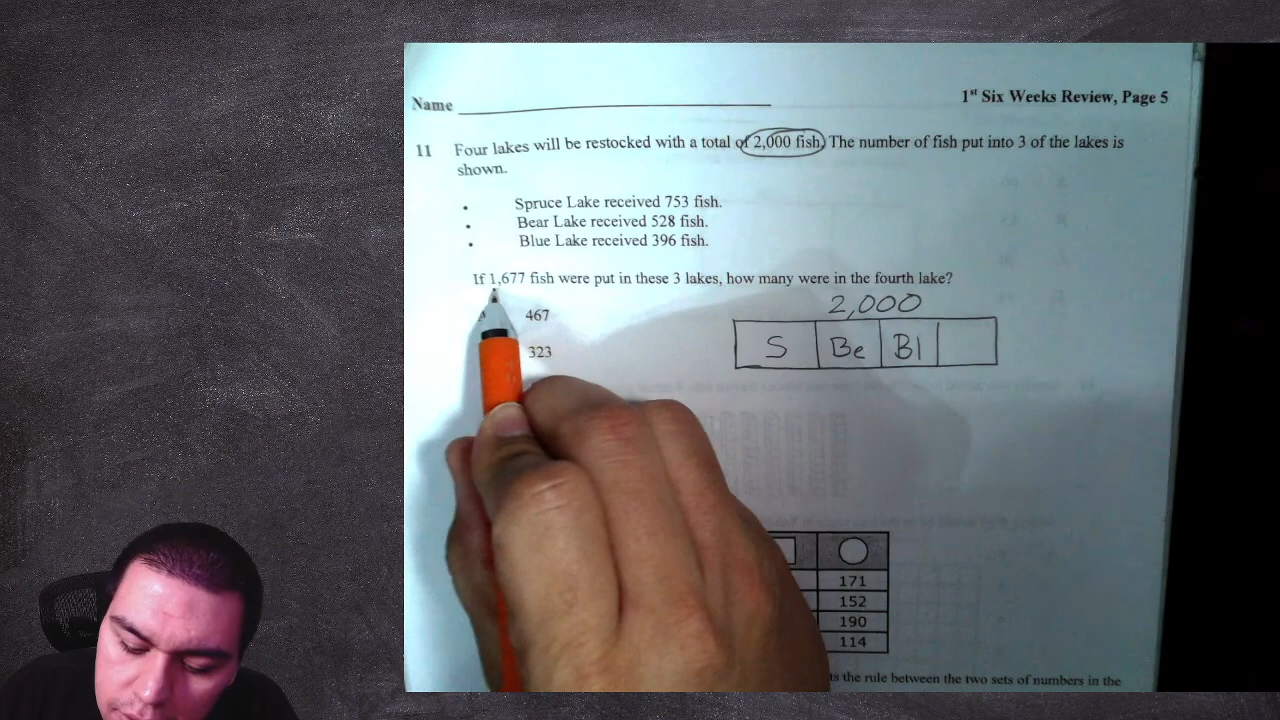 Name
1st Six Weeks Review, Page 5
11 Four lakes will be restocked with a total of 2,000 fish. The number of fish put into 3 of the lakes is
shown.
• Spruce Lake received 753 fish.
• Bear Lake received 528 fish.
• Blue Lake received 396 fish.
If 1,677 fish were put in these 3 lakes, how many were in the fourth lake?
2,000
467
S Be Bl
323
171
152
190
114
the rule between the two sets of numbers in the